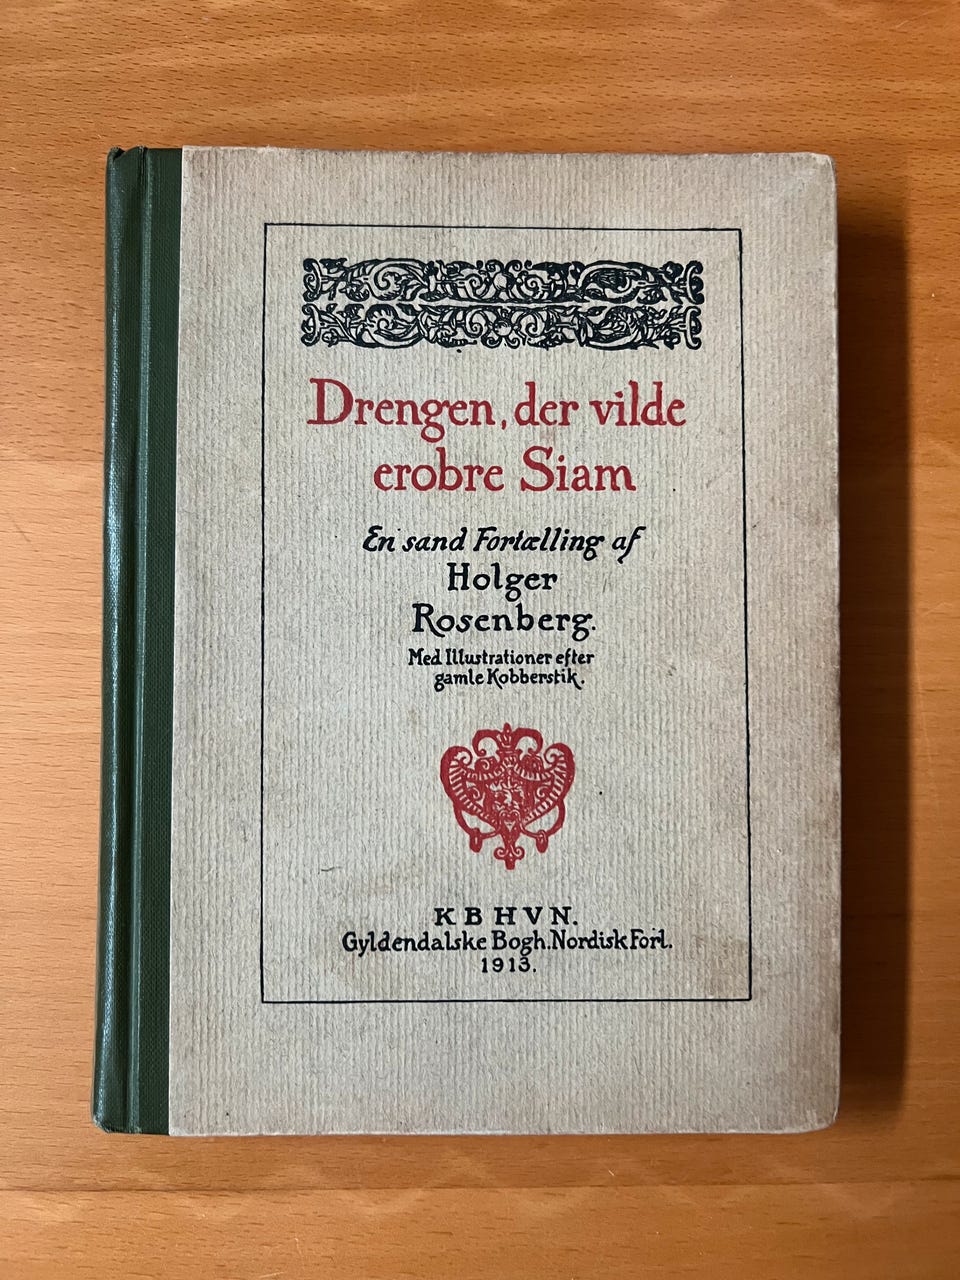 Drengen, der vilde
erobre Siam
En sand Fortælling af
Holger
Rosenberg.
Med Illustrationer efter
gamle Kobberstik.
KBHVN.
Gyldendalske Bogh. Nordisk Forl.
1913.